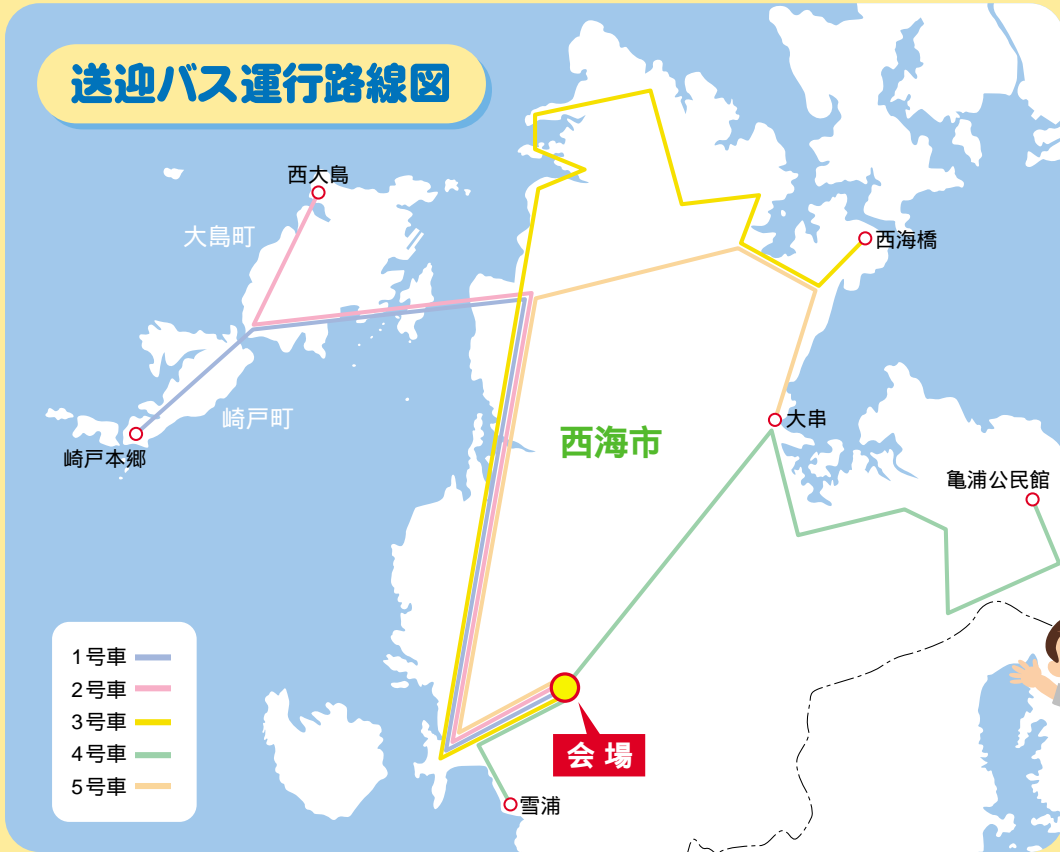 送迎バス運行路線図
西大島
大島町
西海橋
崎戸町
大串
西海市
崎戸本郷
亀浦公民館
1号車
2号車
3号車
4号車
5号車
会場
雪浦